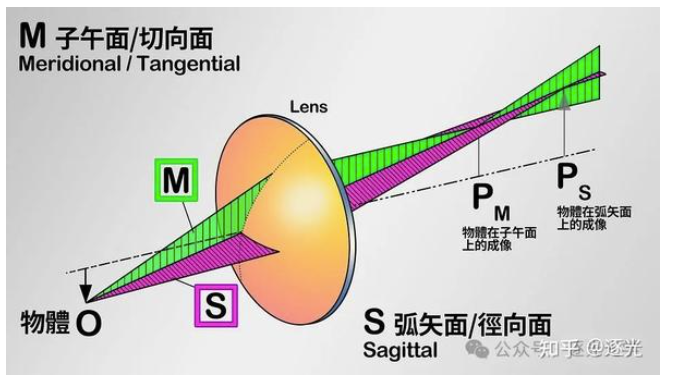 M 子午面/切向面
Meridional / Tangential
Lens
M
S
物體 O
P M
物體在子午面
上的成像
P S
物體在弧矢面
上的成像
S 弧矢面/徑向面
Sagittal
公众号
知乎 @逐光